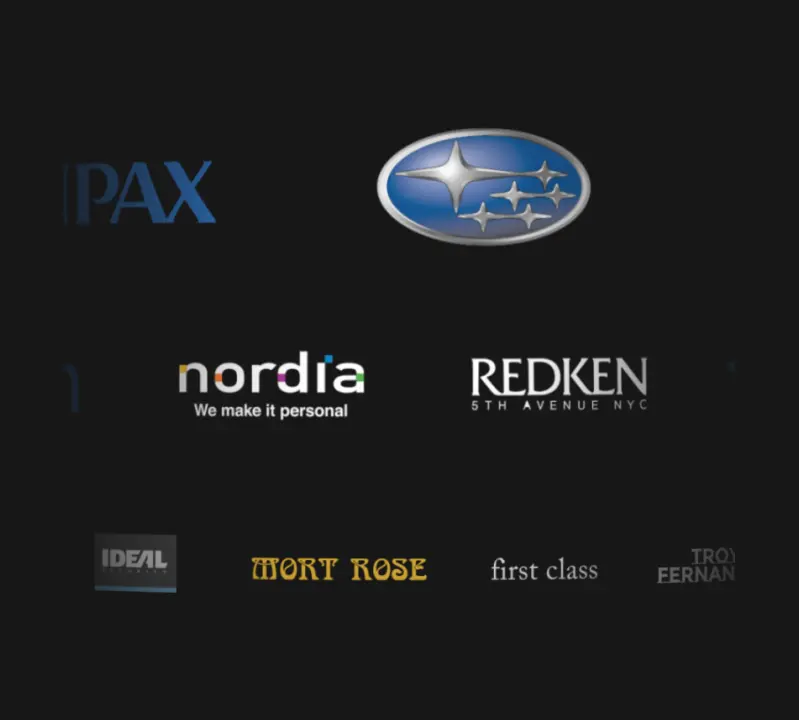 PAX
nordia
We make it personal
REDKEN
5TH AVENUE NYC
IDEAL
MORT ROSE
first class
TROY
FERNAN